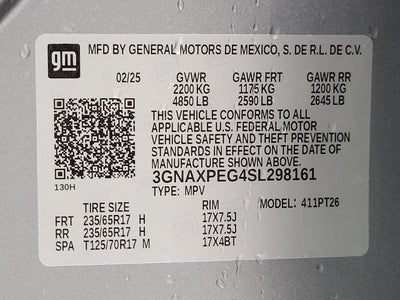 gm
MFD BY GENERAL MOTORS DE MEXICO, S. DE R.L. DE C.V.
02/25 GVWR GAWR FRT GAWR RR
2200 KG 1175 KG 1200 KG
4850 LB 2590 LB 2645 LB
THIS VEHICLE CONFORMS TO ALL
APPLICABLE U.S. FEDERAL MOTOR
VEHICLE SAFETY AND THEFT PREVENTION
STANDARDS IN EFFECT ON THE DATE OF
MANUFACTURE SHOWN ABOVE.
3GNAXPEG4SL298161
130H TYPE: MPV
TIRE SIZE RIM MODEL: 411PT26
FRT 235/65R17 H 17X7.5J
RR 235/65R17 H 17X7.5J
SPA T125/70R17 M 17X4BT